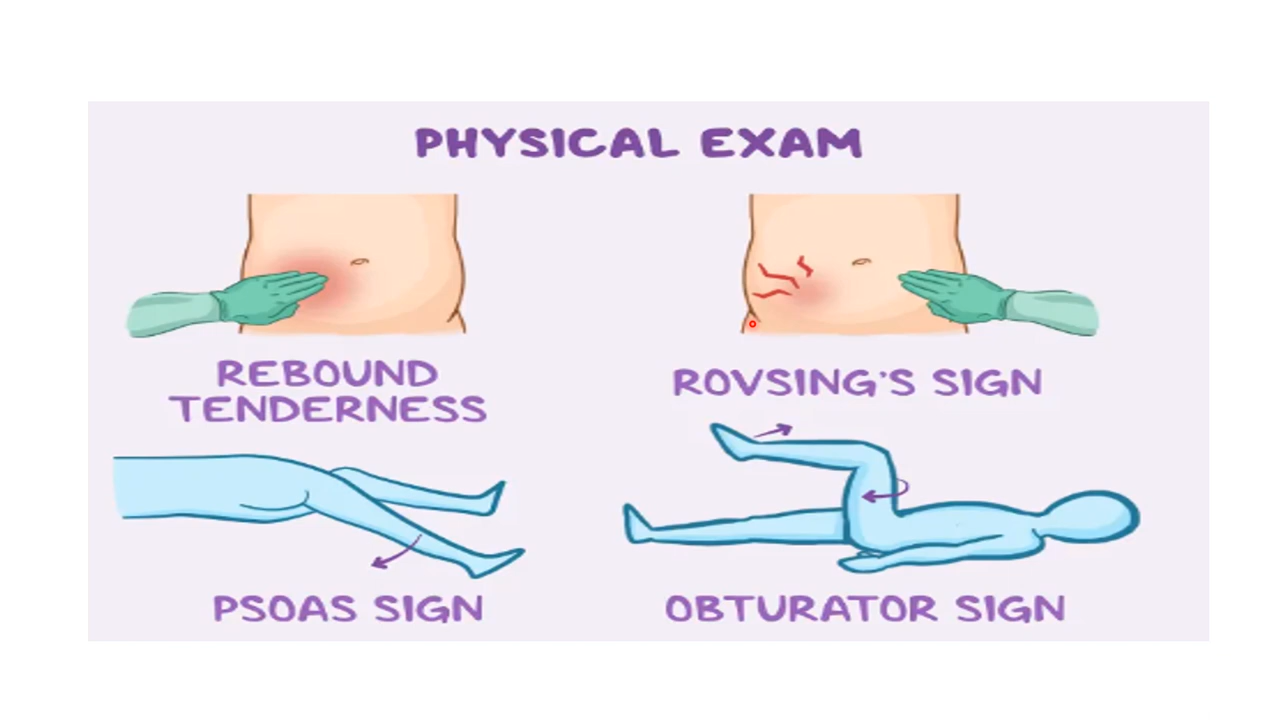 PHYSICAL EXAM
REBOUND
TENDERNESS
ROVSING'S SIGN
PSOAS SIGN
OBTURATOR SIGN